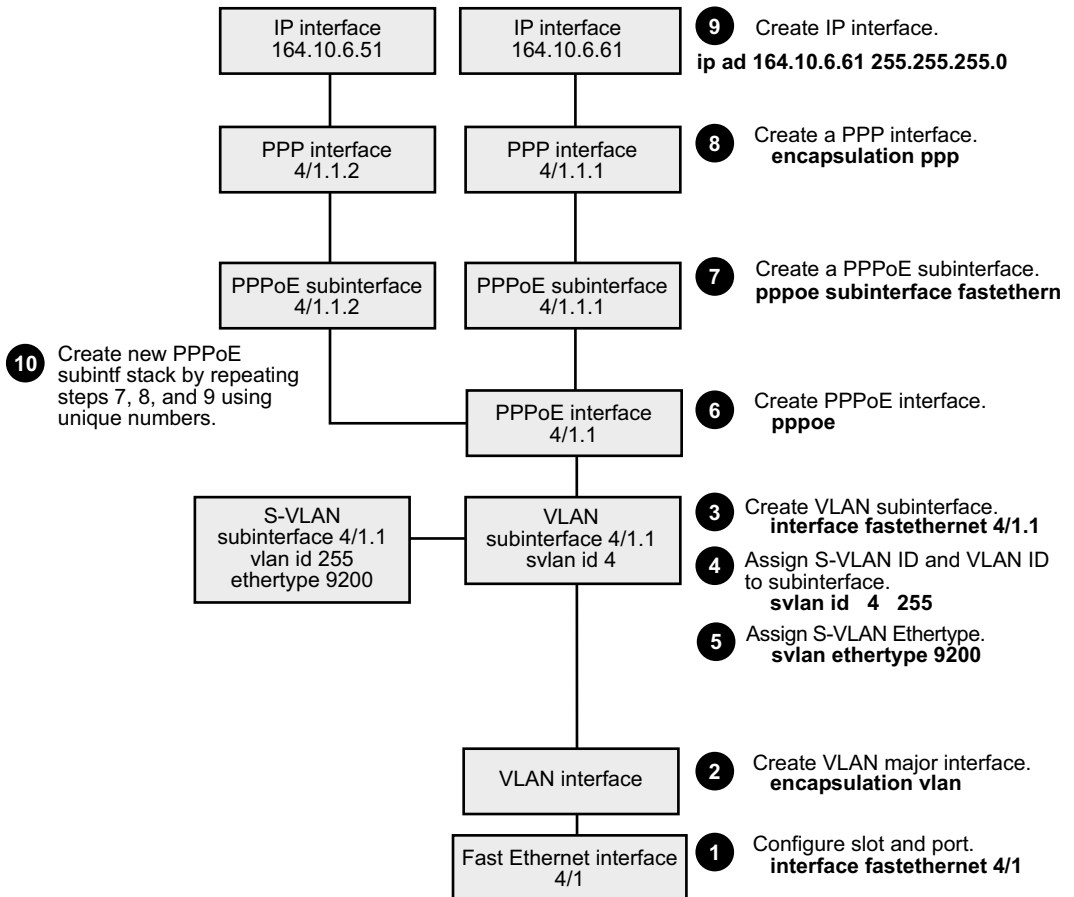 IP interface
164.10.6.51
IP interface
164.10.6.61
9 Create IP interface.
ip ad 164.10.6.61 255.255.255.0
PPP interface
4/1.1.2
PPP interface
4/1.1.1
8 Create a PPP interface.
encapsulation ppp
PPPoE subinterface
4/1.1.2
PPPoE subinterface
4/1.1.1
7 Create a PPPoE subinterface.
pppoe subinterface fastethern
10 Create new PPPoE
subintf stack by repeating
steps 7, 8, and 9 using
unique numbers.
PPPoE interface
4/1.1
6 Create PPPoE interface.
pppoe
S-VLAN
subinterface 4/1.1
vlan id 255
ethertype 9200
VLAN
subinterface 4/1.1
svlan id 4
3 Create VLAN subinterface.
interface fastethernet 4/1.1
4 Assign S-VLAN ID and VLAN ID
to subinterface.
svlan id 4 255
5 Assign S-VLAN Ethertype.
svlan ethertype 9200
VLAN interface
2 Create VLAN major interface.
encapsulation vlan
Fast Ethernet interface
4/1
1 Configure slot and port.
interface fastethernet 4/1